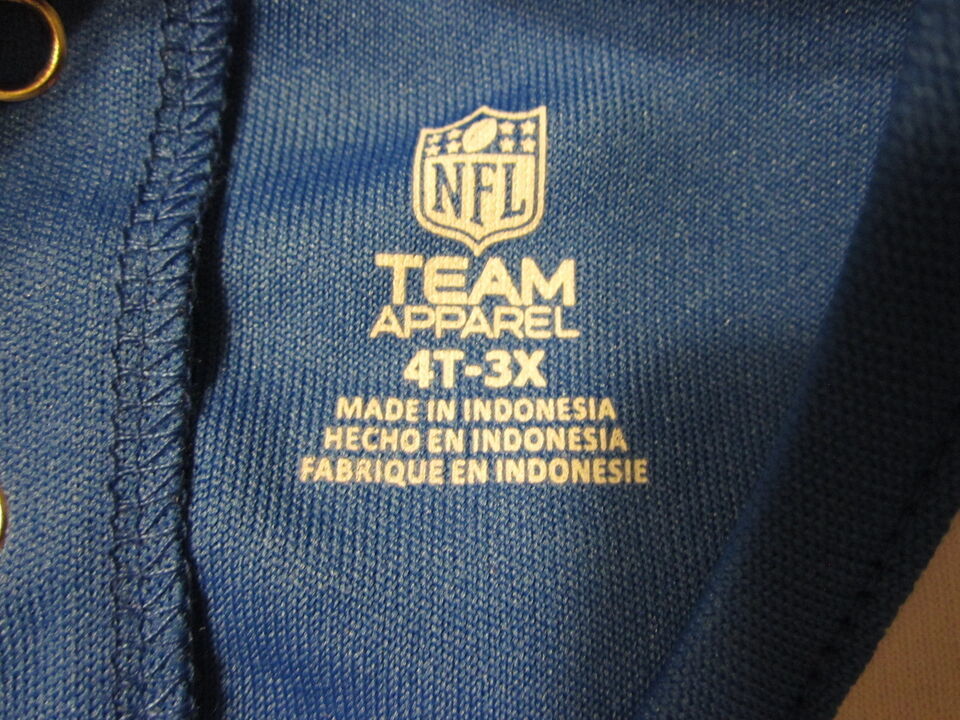 NFL
TEAM
APPAREL
4T-3X
MADE IN INDONESIA
HECHO EN INDONESIA
FABRIQUE EN INDONESIE